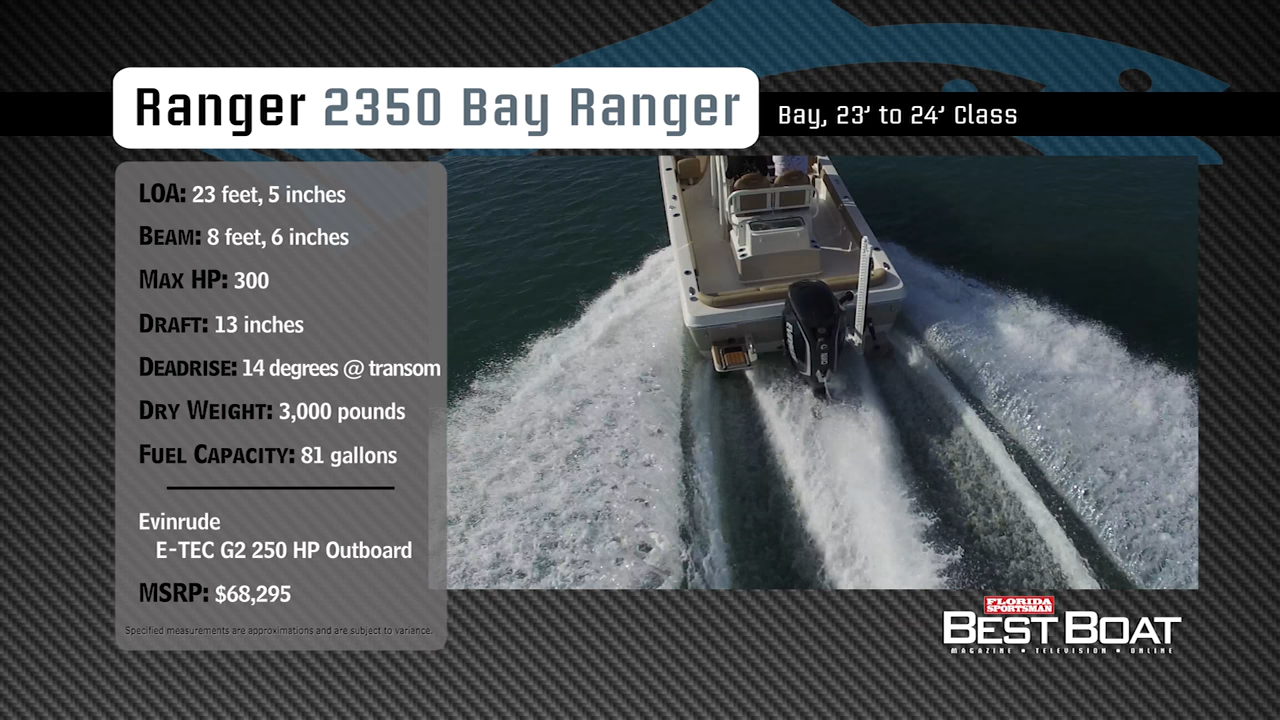 Ranger 2350 Bay Ranger
Bay, 23' to 24' Class
LOA: 23 feet, 5 inches
BEAM: 8 feet, 6 inches
MAX HP: 300
DRAFT: 13 inches
DEADRISE: 14 degrees @ transom
DRY WEIGHT: 3,000 pounds
FUEL CAPACITY: 81 gallons
Evinrude
E-TEC G2 250 HP Outboard
MSRP: $68,295
Specified measurements are approximations and are subject to variance.
FLORIDA
SPORTSMAN
BEST BOAT
MAGAZINE • TELEVISION • ONLINE